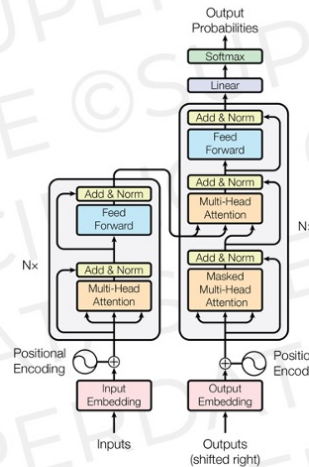 Output
Probabilities
Softmax
Linear
Add & Norm
Feed
Forward
Add & Norm
Multi-Head
Attention
Add & Norm
Masked
Multi-Head
Attention
Nx
Add & Norm
Feed
Forward
Add & Norm
Multi-Head
Attention
N×
Positional
Encoding
Positio
Encod
Input
Embedding
Output
Embedding
Inputs
Outputs
(shifted right)